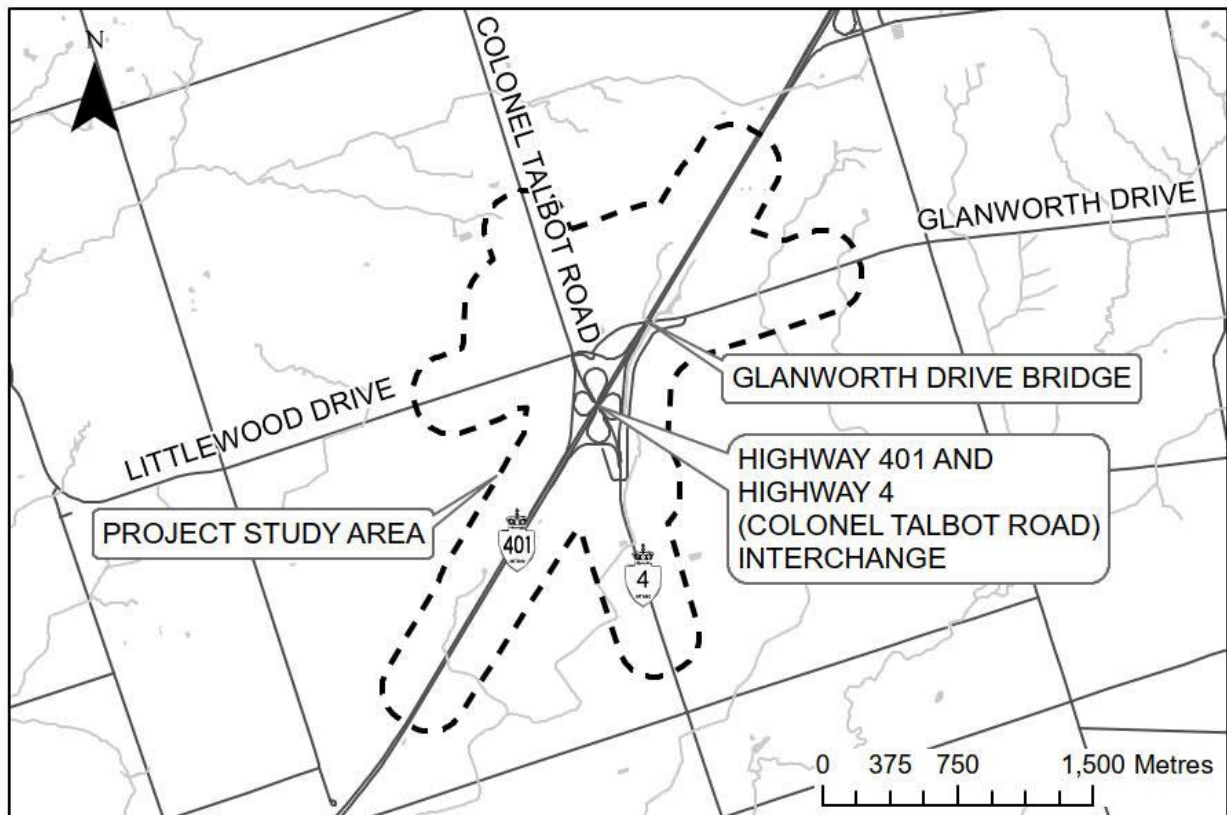 N
COLONEL TALBOT ROAD
GLANWORTH DRIVE
GLANWORTH DRIVE BRIDGE
LITTLEWOOD DRIVE
HIGHWAY 401 AND
HIGHWAY 4
(COLONEL TALBOT ROAD)
INTERCHANGE
PROJECT STUDY AREA
401
4
0 375 750 1,500 Metres